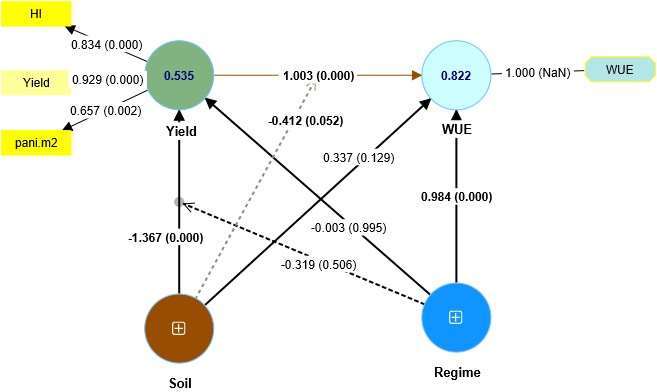 HI
0.834 (0.000)
Yield
0.929 (0.000)
0.657 (0.002)
pani.m2
0.535
Yield
1.003 (0.000)
-0.412 (0.052)
0.822
WUE
1.000 (NaN)
WUE
0.337 (0.129)
0.984 (0.000)
-0.003 (0.995)
-1.367 (0.000)
-0.319 (0.506)
Soil
Regime